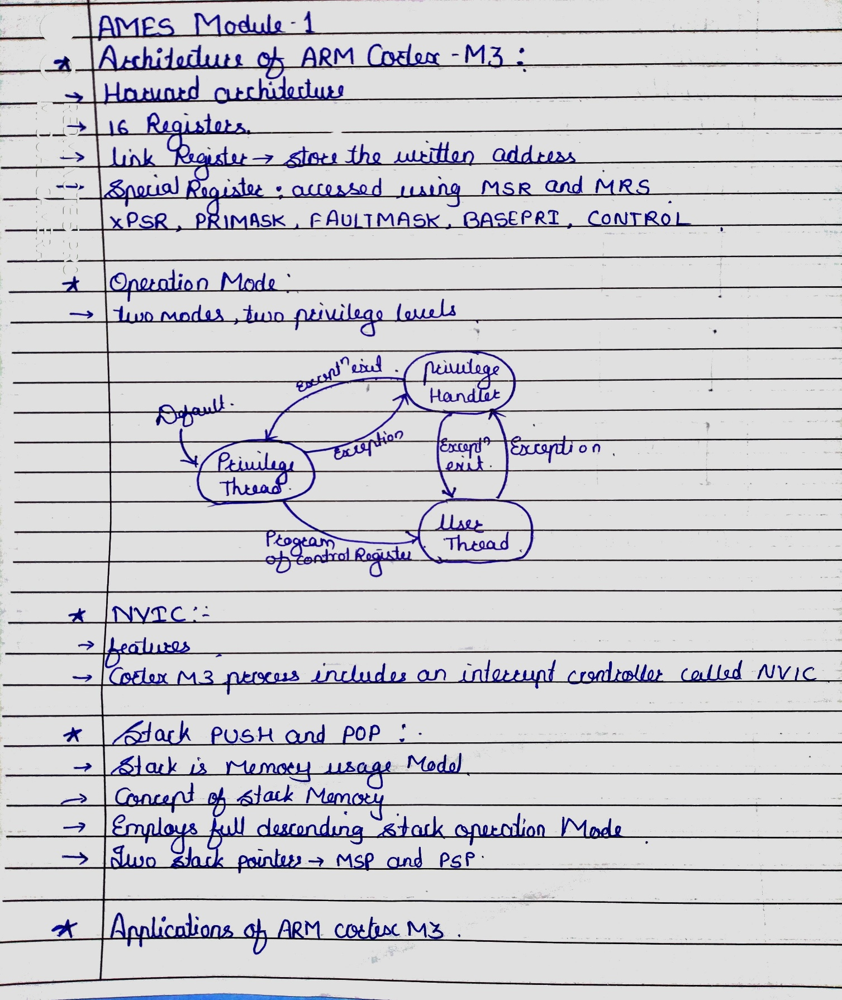 AMES Module-1
* Architecture of ARM Cortex-M3:
→ Harvard architecture
→ 16 Registers.
→ link Register → store the written address
→ Special Register: accessed using MSR and MRS
xPSR, PRIMASK, FAULTMASK, BASEPRI, CONTROL
* Operation Mode:
→ two modes, two privilege levels
Exceptⁿ exit.
Privilege
Handler
Default.
Exception
Exceptⁿ
exit.
Exception
Privilege
Thread.
User
Thread
Program
of control Register
* NVIC:-
→ features
→ Cortex M3 process includes an interrupt controller called NVIC
* Stack PUSH and POP:
→ Stack is Memory usage Model.
→ Concept of stack Memory
→ Employs full descending stack operation Mode
→ Two stack pointers → MSP and PSP.
* Applications of ARM cortex M3.